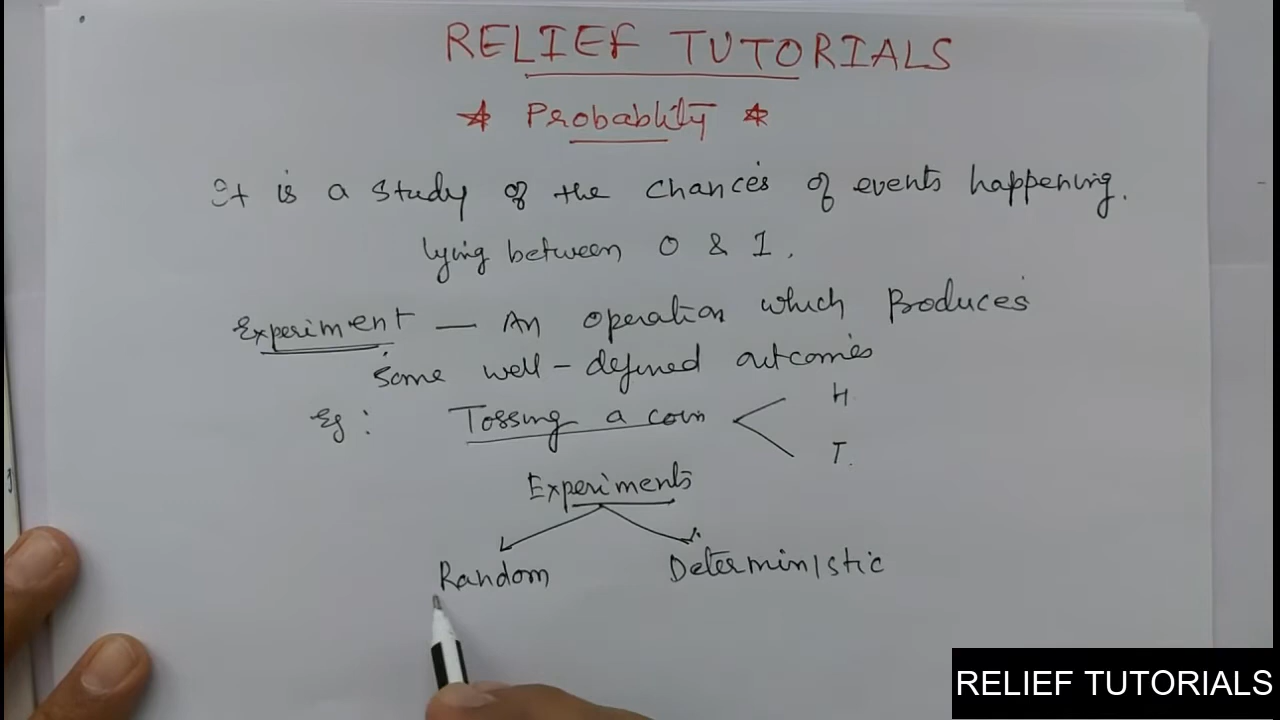 RELIEF TUTORIALS
* Probablity *
It is a study of the chances of events happening.
lying between 0 & 1.
Experiment — An operation which Produces
some well-defined outcomes
Eg: Tossing a coin < H
T.
Experiments
Random Deterministic
RELIEF TUTORIALS